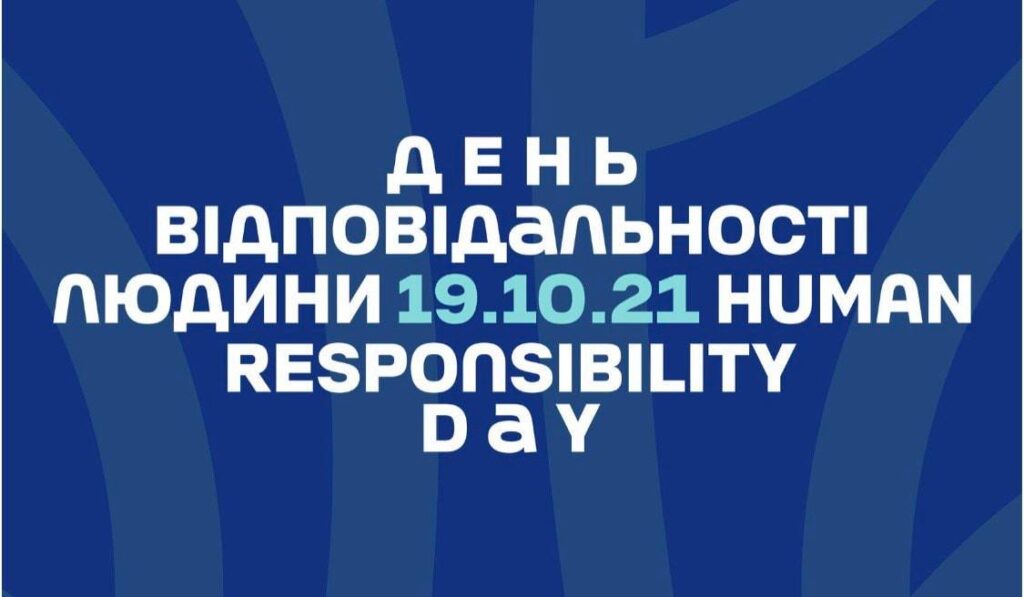 ДЕНЬ
ВІДПОВІДаЛЬНОСТІ
ЛЮДИНИ 19.10.21 HUMAN
RESPONSIBILITY
DaY